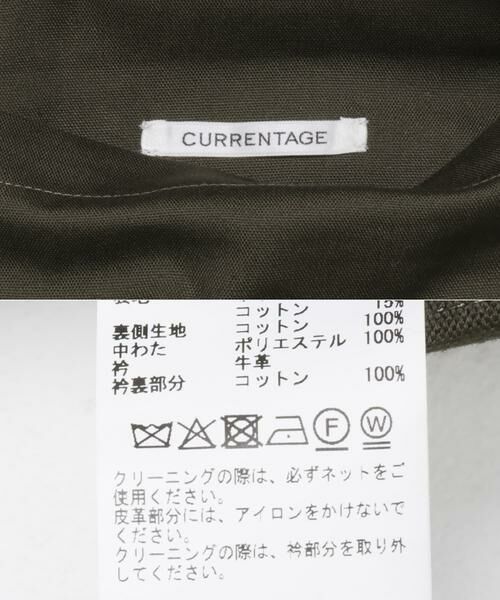 CURRENTAGE
コットン 15%
裏側生地 コットン 100%
中わた ポリエステル 100%
衿 牛革
衿裏部分 コットン 100%
F W
クリーニングの際は、必ずネットをご
使用ください。
皮革部分には、アイロンをかけないで
ください。
クリーニングの際は、衿部分を取り外
してください。